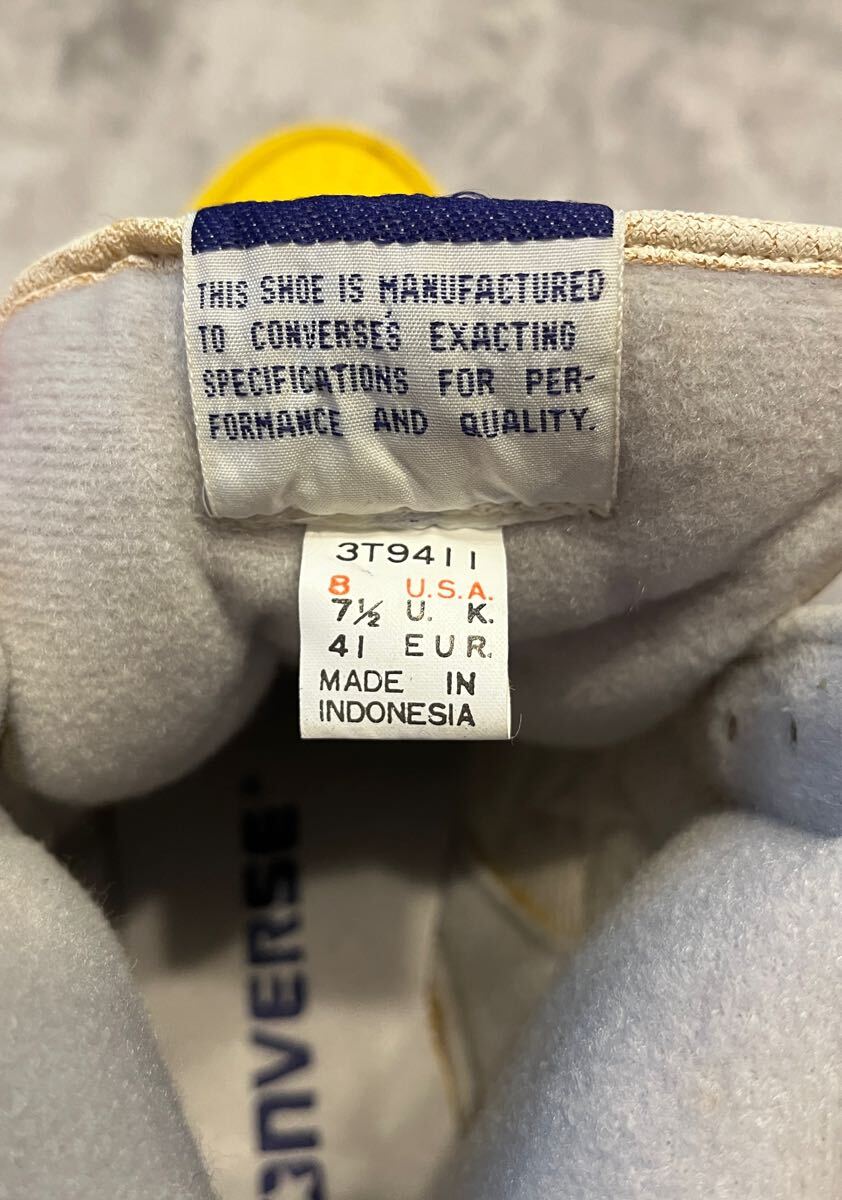 THIS SHOE IS MANUFACTURED
TO CONVERSE'S EXACTING
SPECIFICATIONS FOR PER-
FORMANCE AND QUALITY.
3T9411
8 U.S.A.
7½ U. K.
41 EUR.
MADE IN
INDONESIA
CONVERSE